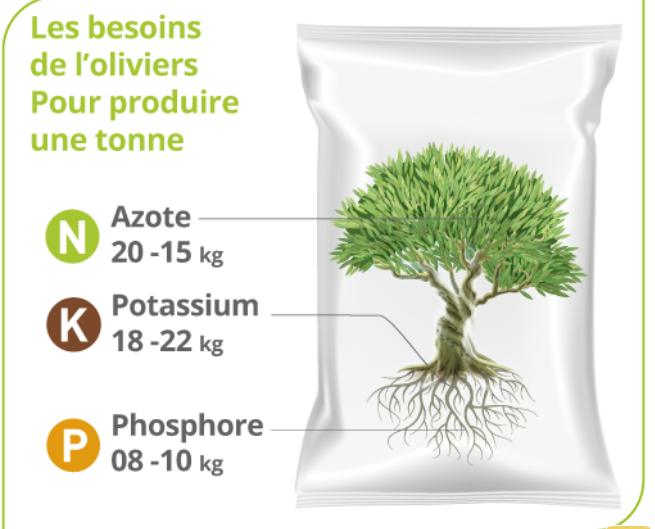 Les besoins
de l'oliviers
Pour produire
une tonne
N
Azote
20 -15 kg
K
Potassium
18 -22 kg
P
Phosphore
08 -10 kg